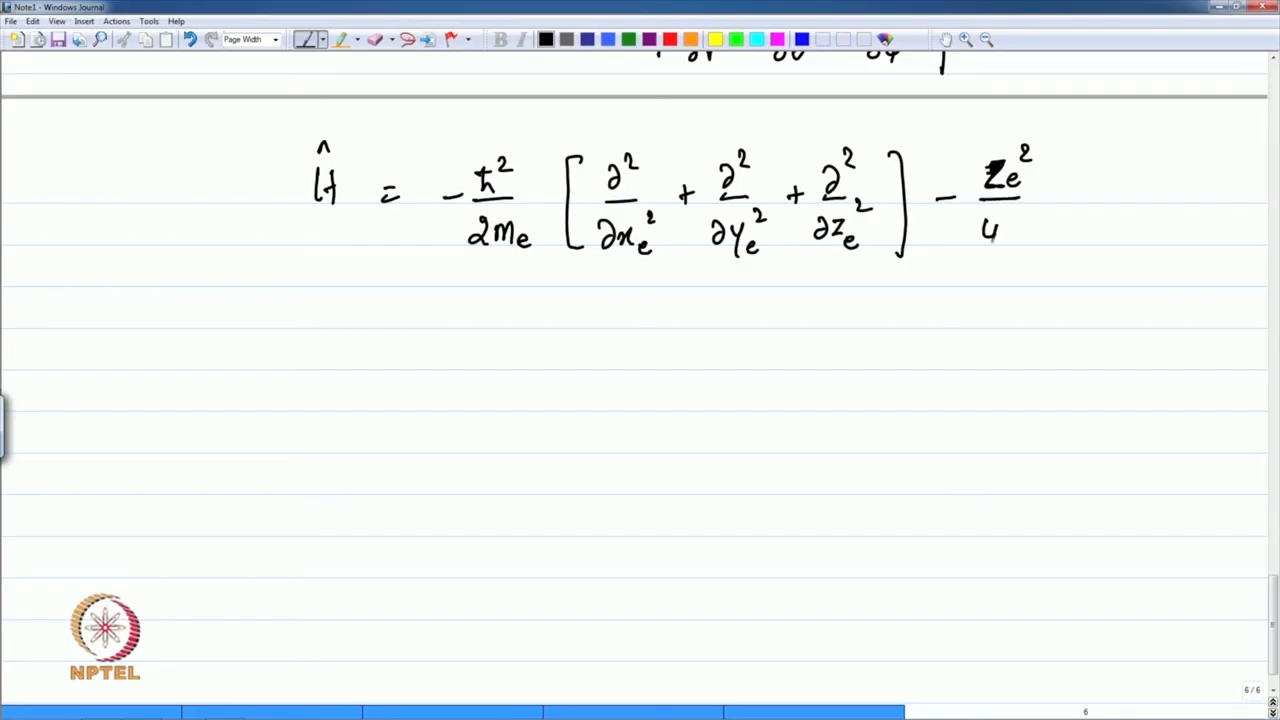 Note1 - Windows Journal
File Edit View Insert Actions Tools Help
Page Width
Ĥ = - ℏ²/2mₑ [ ∂²/∂xₑ² + ∂²/∂yₑ² + ∂²/∂zₑ² ] - Ze²/4
NPTEL
6 / 6
6